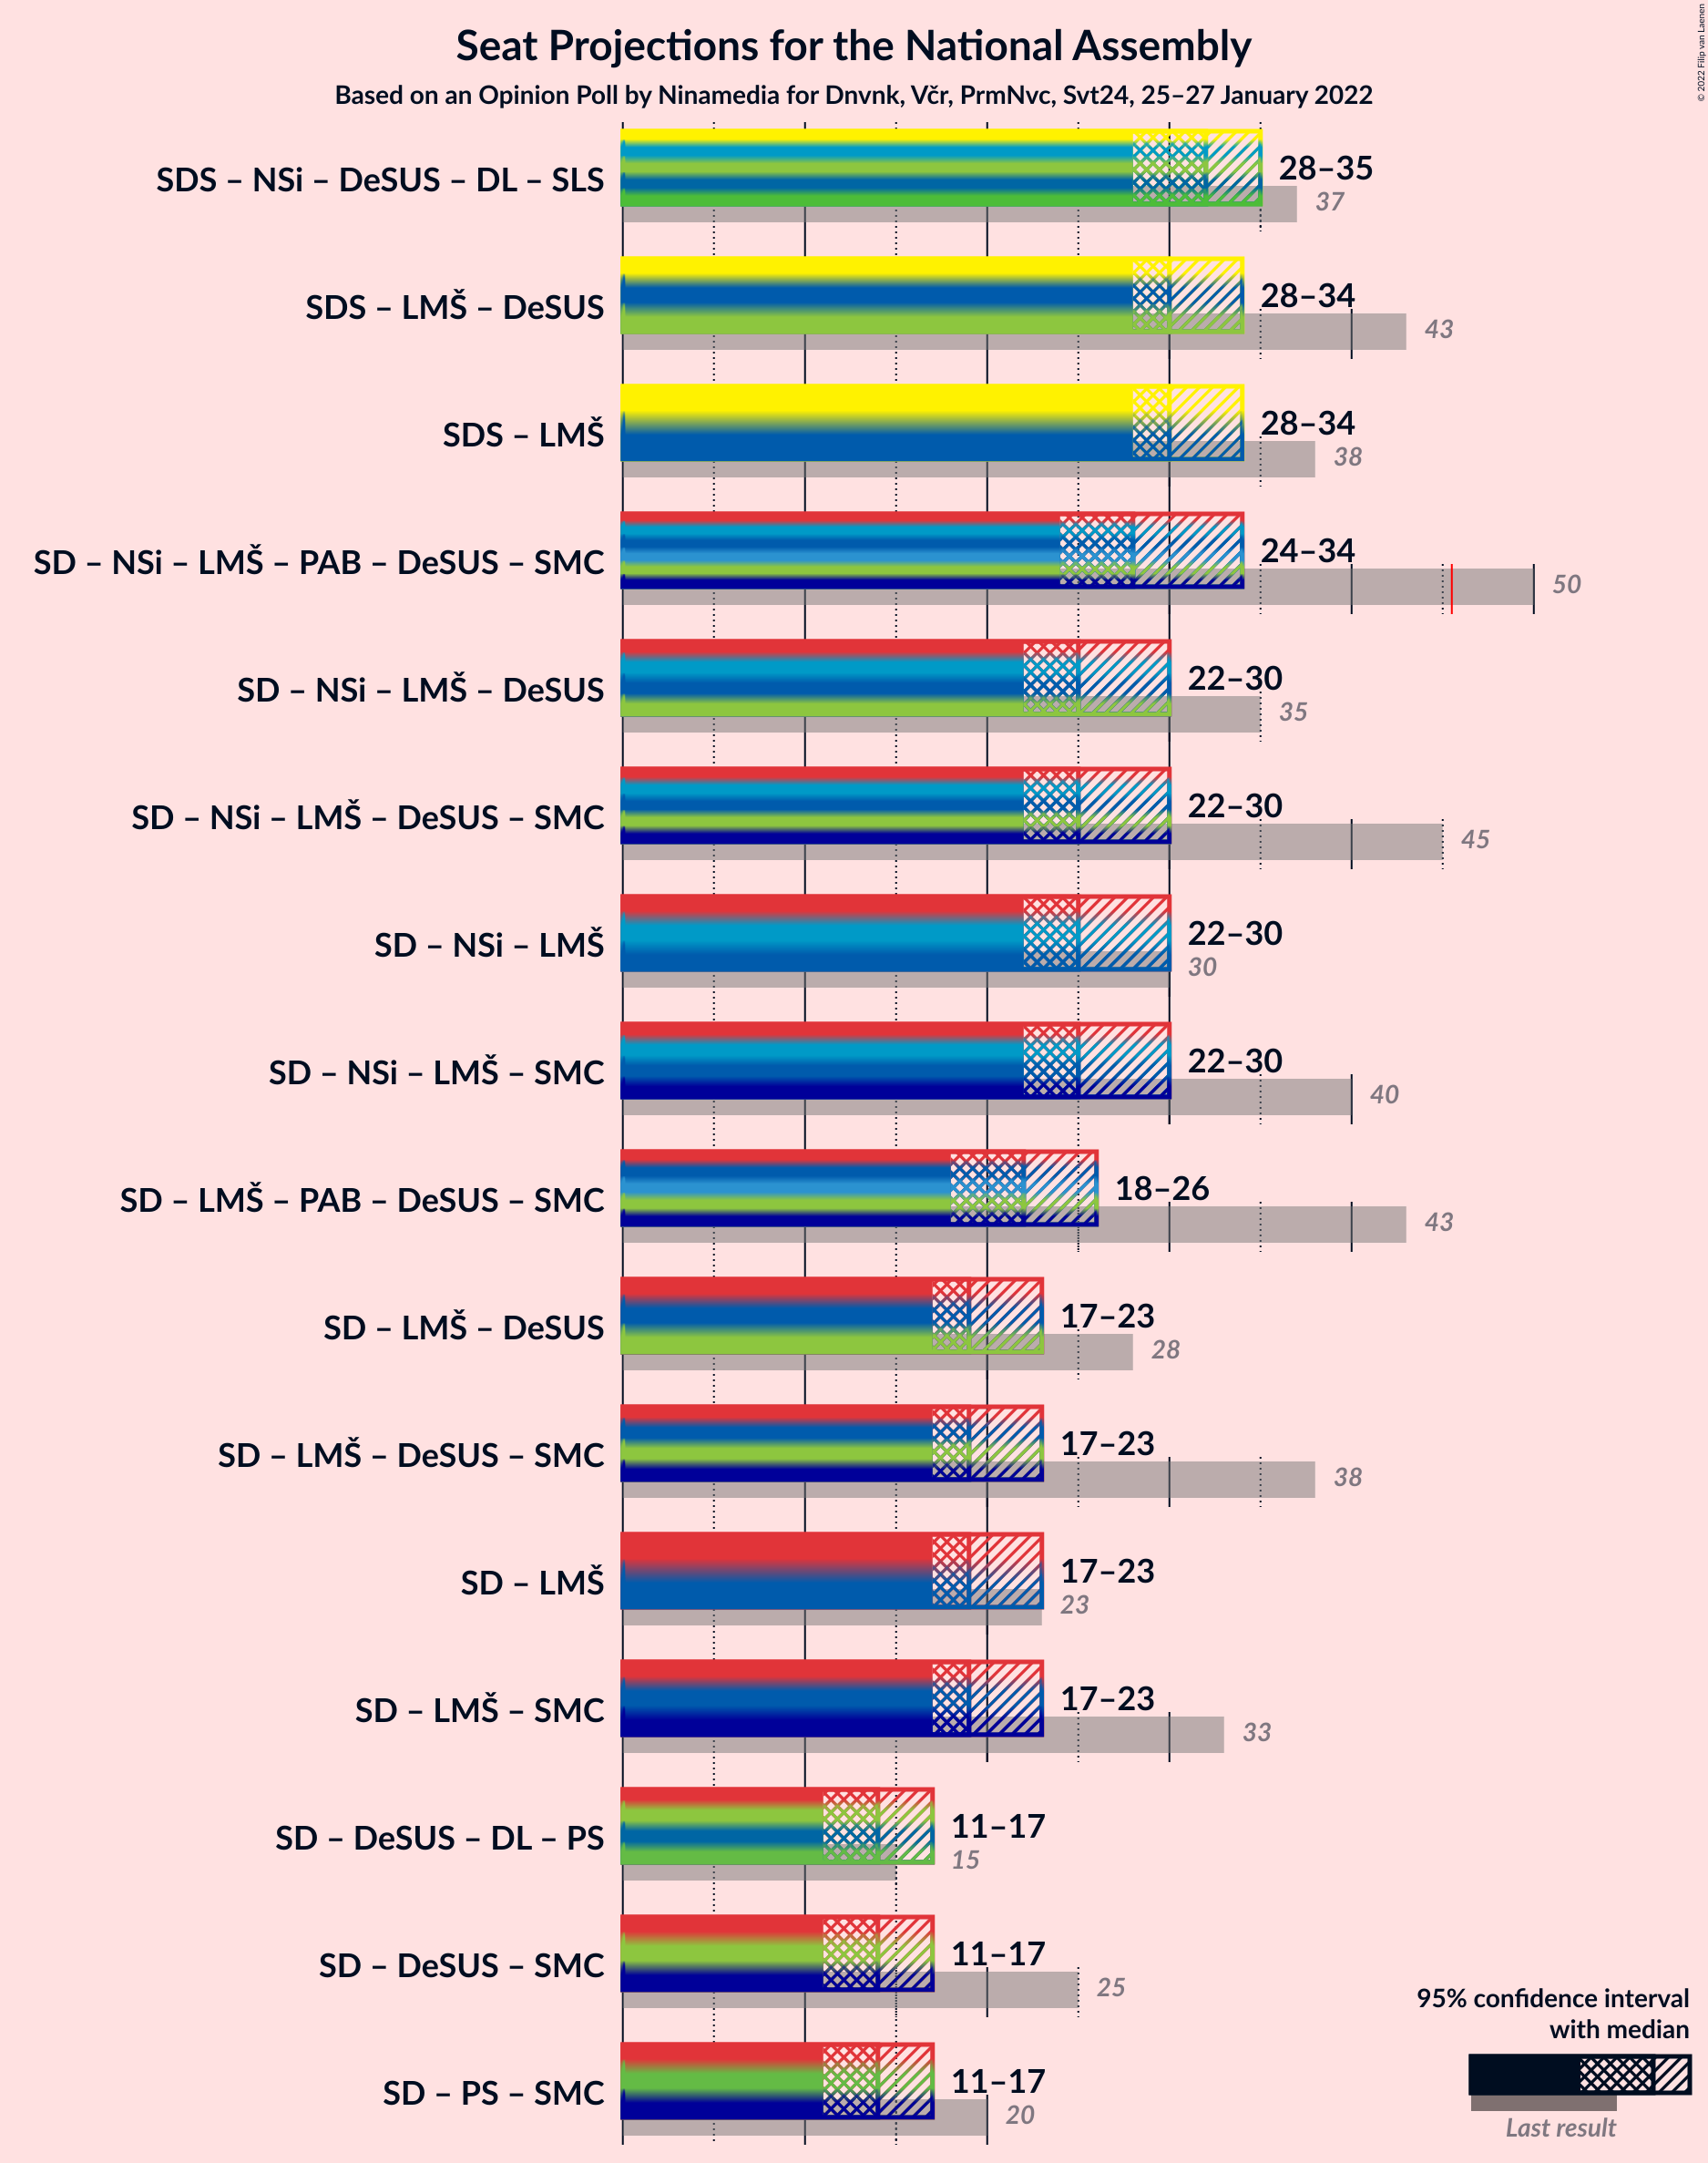 Seat Projections for the National Assembly
Based on an Opinion Poll by Ninamedia for Dnvnk, Včr, PrmNvc, Svt24, 25–27 January 2022
© 2022 Filip van Laenen
SDS – NSi – DeSUS – DL – SLS
28–35
37
SDS – LMŠ – DeSUS
28–34
43
SDS – LMŠ
28–34
38
SD – NSi – LMŠ – PAB – DeSUS – SMC
24–34
50
SD – NSi – LMŠ – DeSUS
22–30
35
SD – NSi – LMŠ – DeSUS – SMC
22–30
45
SD – NSi – LMŠ
22–30
30
SD – NSi – LMŠ – SMC
22–30
40
SD – LMŠ – PAB – DeSUS – SMC
18–26
43
SD – LMŠ – DeSUS
17–23
28
SD – LMŠ – DeSUS – SMC
17–23
38
SD – LMŠ
17–23
23
SD – LMŠ – SMC
17–23
33
SD – DeSUS – DL – PS
11–17
15
SD – DeSUS – SMC
11–17
25
SD – PS – SMC
11–17
20
95% confidence interval
with median
Last result